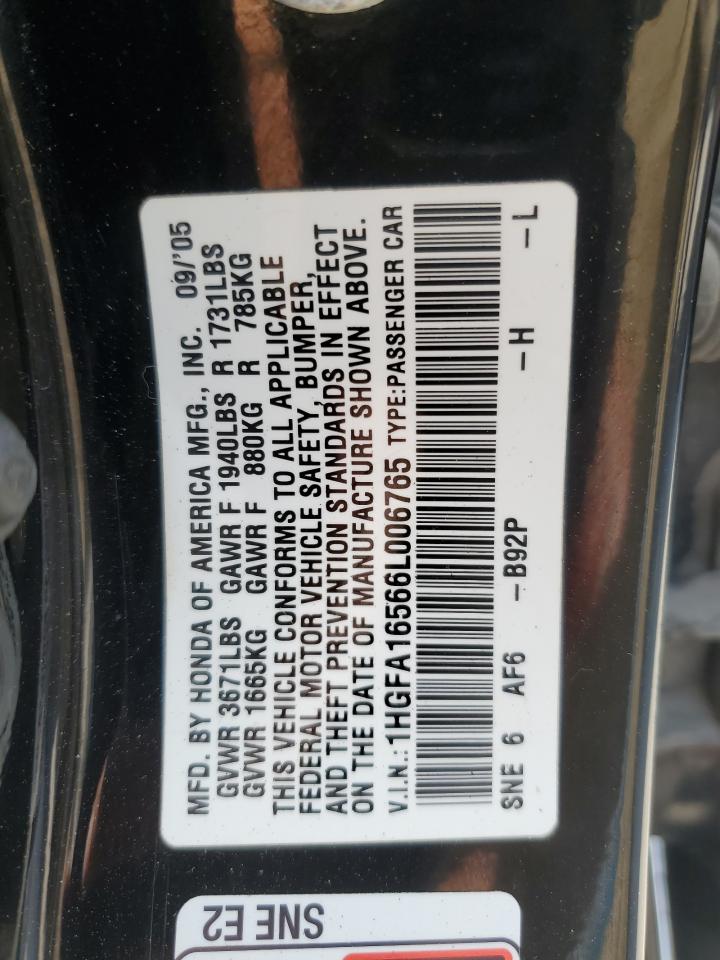 MFD. BY HONDA OF AMERICA MFG., INC. 09/'05
GVWR 3671LBS GAWR F 1940LBS R 1731LBS
GVWR 1665KG GAWR F 880KG R 785KG
THIS VEHICLE CONFORMS TO ALL APPLICABLE
FEDERAL MOTOR VEHICLE SAFETY, BUMPER,
AND THEFT PREVENTION STANDARDS IN EFFECT
ON THE DATE OF MANUFACTURE SHOWN ABOVE.
V.I.N.: 1HGFA16566L006765 TYPE:PASSENGER CAR
SNE 6 AF6 -B92P -H -L
SNE E2